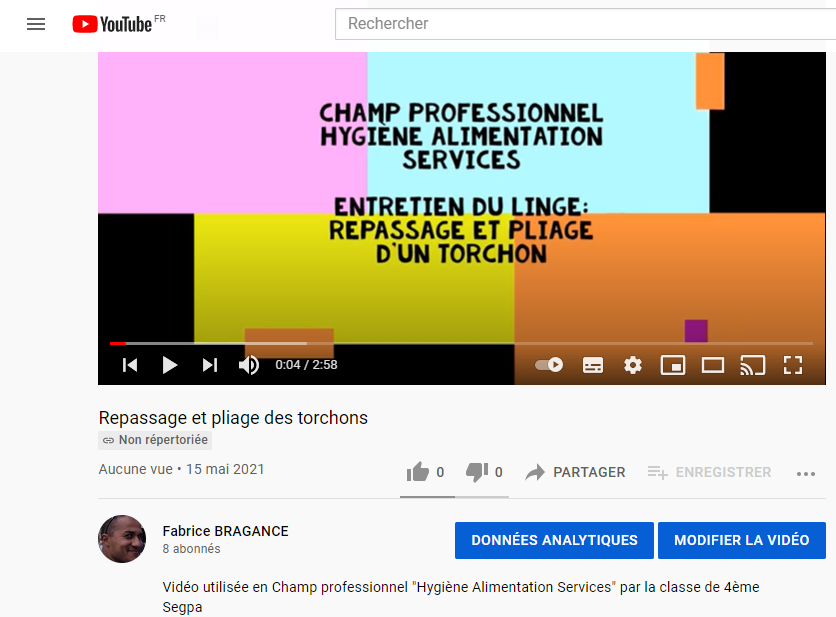 YouTube FR
Rechercher
CHAMP PROFESSIONNEL
HYGIÈNE ALIMENTATION
SERVICES
ENTRETIEN DU LINGE:
REPASSAGE ET PLIAGE
D'UN TORCHON
0:04 / 2:58
Repassage et pliage des torchons
Non répertoriée
Aucune vue • 15 mai 2021
0
0
PARTAGER
ENREGISTRER
Fabrice BRAGANCE
8 abonnés
DONNÉES ANALYTIQUES
MODIFIER LA VIDÉO
Vidéo utilisée en Champ professionnel "Hygiène Alimentation Services" par la classe de 4ème
Segpa